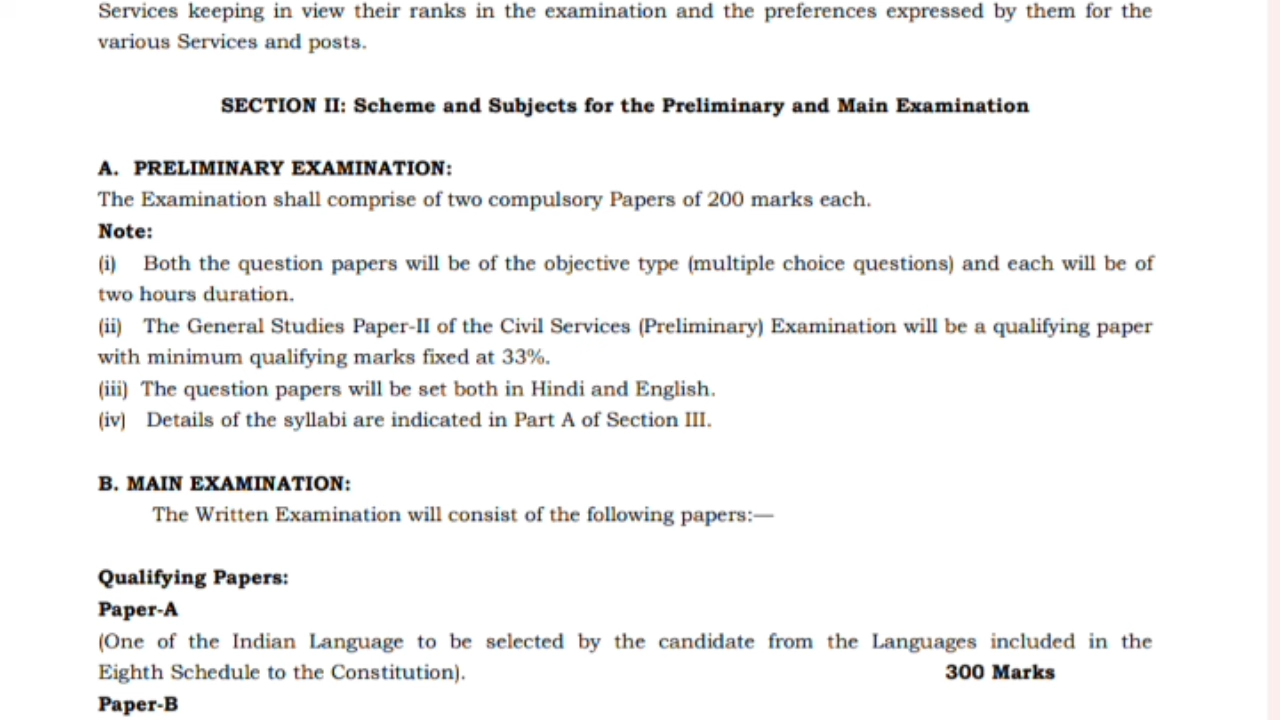 Services keeping in view their ranks in the examination and the preferences expressed by them for the
various Services and posts.
SECTION II: Scheme and Subjects for the Preliminary and Main Examination
A. PRELIMINARY EXAMINATION:
The Examination shall comprise of two compulsory Papers of 200 marks each.
Note:
(i) Both the question papers will be of the objective type (multiple choice questions) and each will be of
two hours duration.
(ii) The General Studies Paper-II of the Civil Services (Preliminary) Examination will be a qualifying paper
with minimum qualifying marks fixed at 33%.
(iii) The question papers will be set both in Hindi and English.
(iv) Details of the syllabi are indicated in Part A of Section III.
B. MAIN EXAMINATION:
The Written Examination will consist of the following papers:—
Qualifying Papers:
Paper-A
(One of the Indian Language to be selected by the candidate from the Languages included in the
Eighth Schedule to the Constitution). 300 Marks
Paper-B